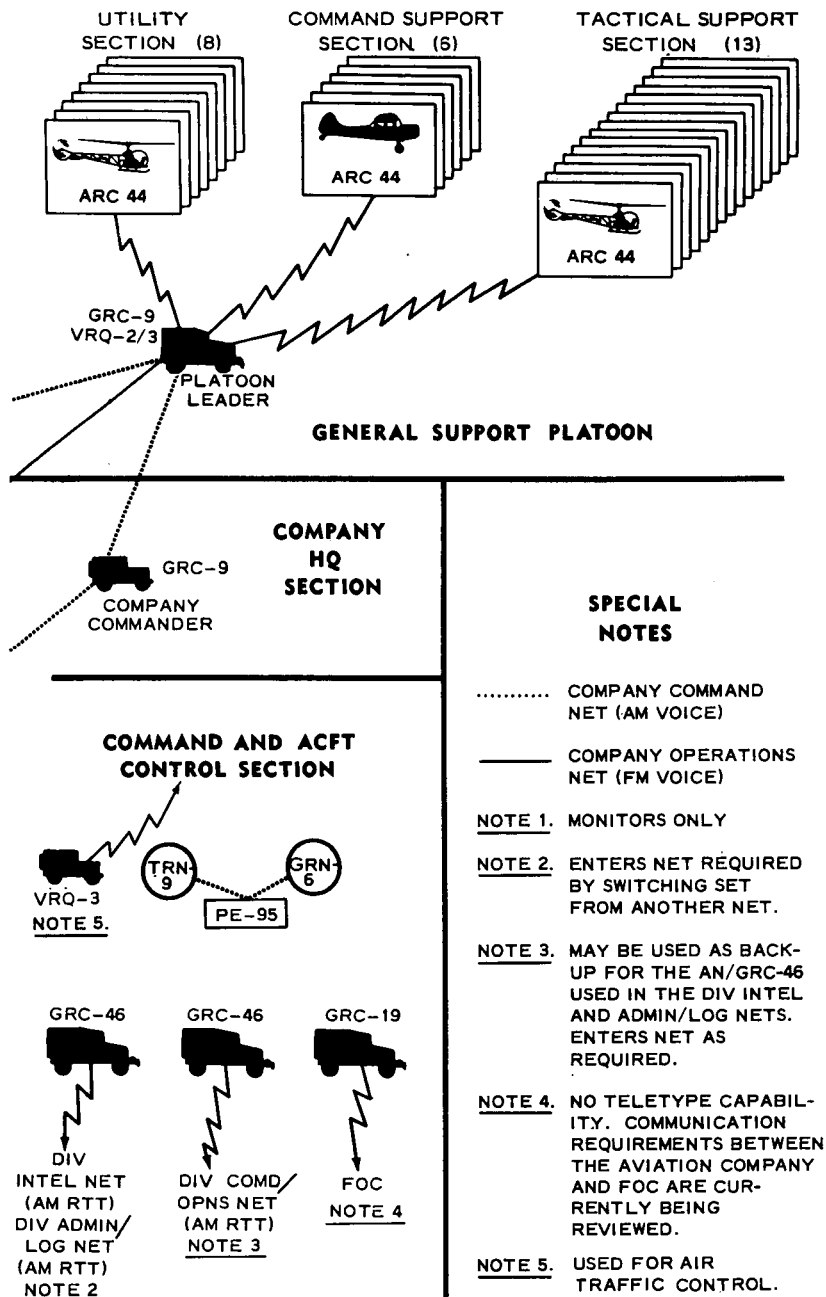 UTILITY
SECTION (8)
COMMAND SUPPORT
SECTION (6)
TACTICAL SUPPORT
SECTION (13)
ARC 44
ARC 44
ARC 44
GRC-9
VRQ-2/3
PLATOON
LEADER
GENERAL SUPPORT PLATOON
COMPANY
HQ
SECTION
GRC-9
COMPANY
COMMANDER
COMMAND AND ACFT
CONTROL SECTION
VRQ-3
NOTE 5.
TRN-
9
GRN-
6
PE-95
GRC-46
GRC-46
GRC-19
DIV
INTEL NET
(AM RTT)
DIV ADMIN/
LOG NET
(AM RTT)
NOTE 2
DIV COMD/
OPNS NET
(AM RTT)
NOTE 3
FOC
NOTE 4
SPECIAL
NOTES
COMPANY COMMAND
NET (AM VOICE)
COMPANY OPERATIONS
NET (FM VOICE)
NOTE 1. MONITORS ONLY
NOTE 2. ENTERS NET REQUIRED
BY SWITCHING SET
FROM ANOTHER NET.
NOTE 3. MAY BE USED AS BACK-
UP FOR THE AN/GRC-46
USED IN THE DIV INTEL
AND ADMIN/LOG NETS.
ENTERS NET AS
REQUIRED.
NOTE 4. NO TELETYPE CAPABIL-
ITY. COMMUNICATION
REQUIREMENTS BETWEEN
THE AVIATION COMPANY
AND FOC ARE CUR-
RENTLY BEING
REVIEWED.
NOTE 5. USED FOR AIR
TRAFFIC CONTROL.